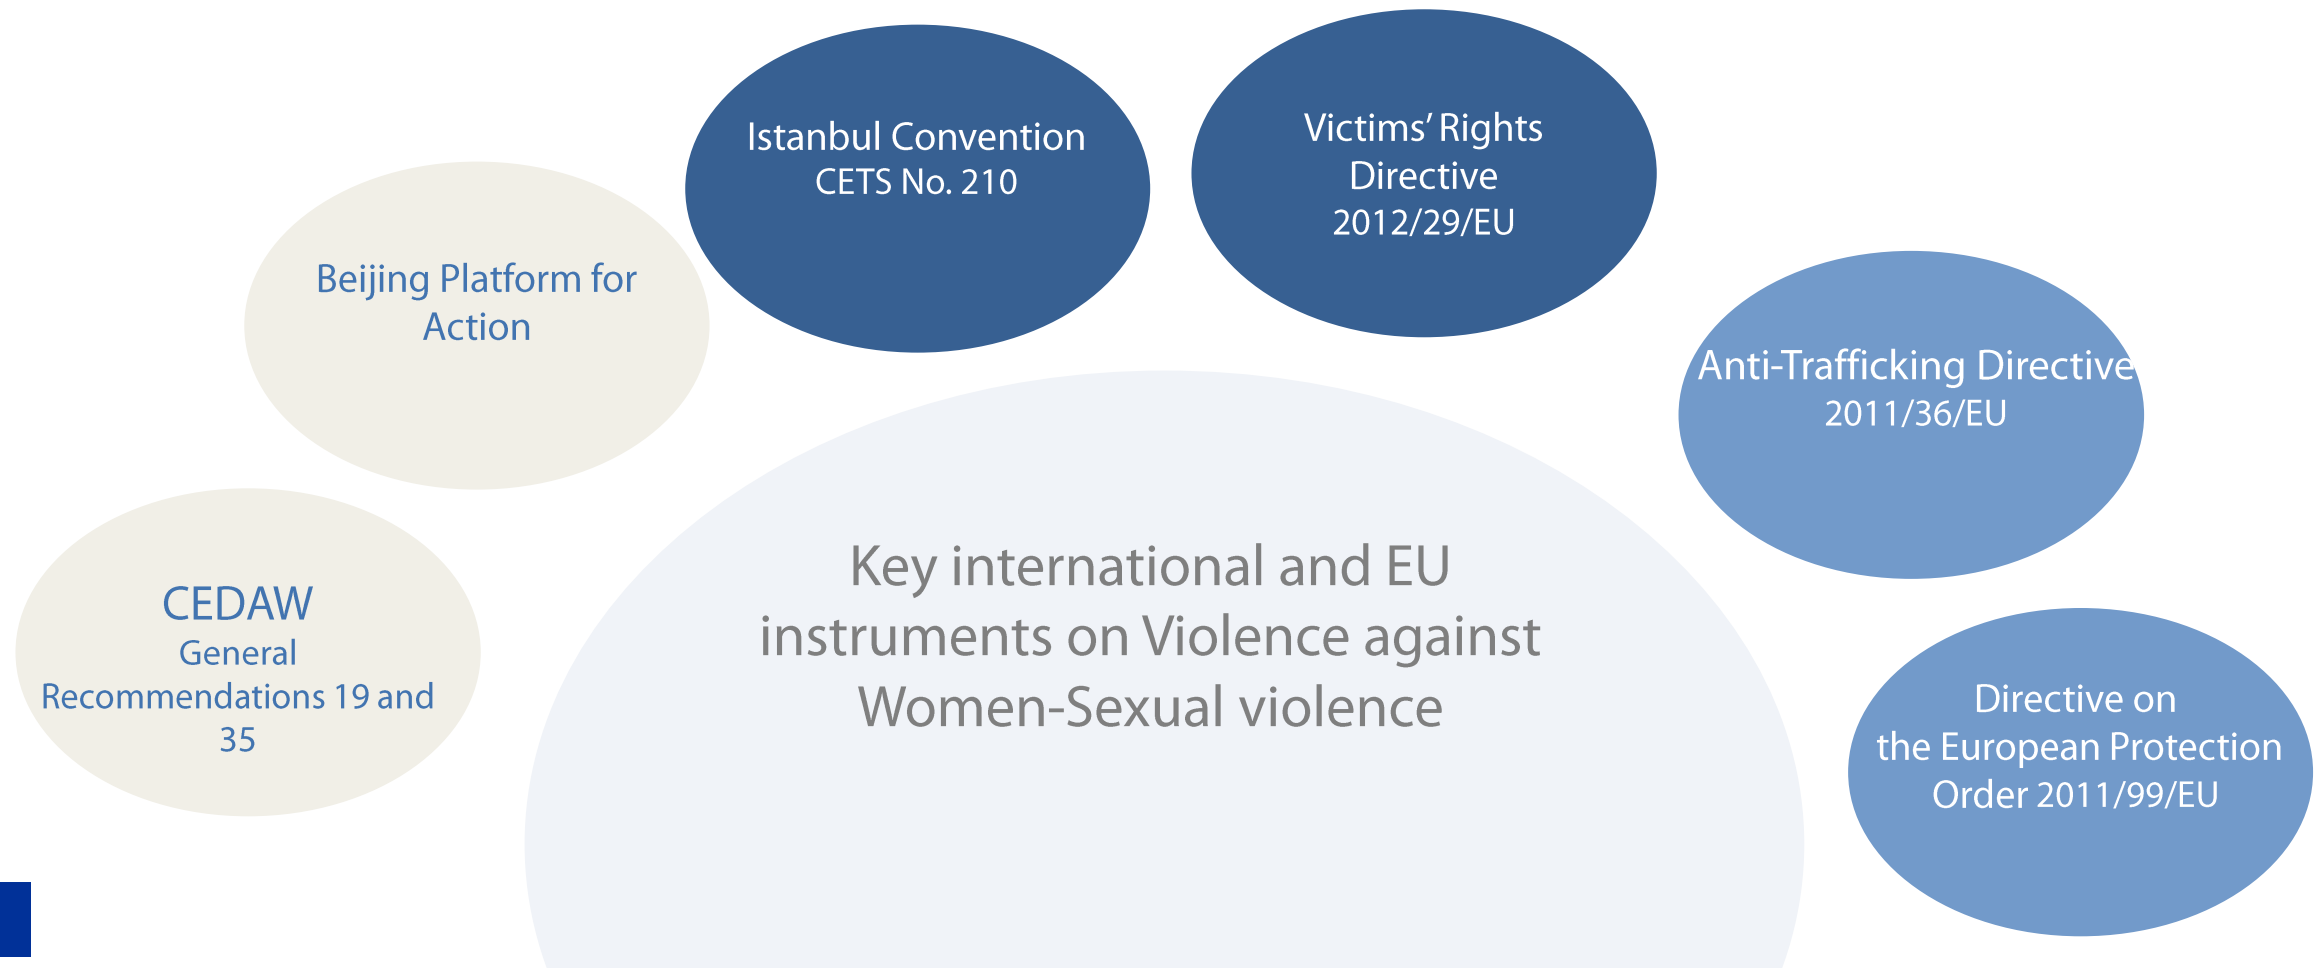 Istanbul Convention
CETS No. 210
Victims’ Rights
Directive
2012/29/EU
Beijing Platform for
Action
Anti-Trafficking Directive
2011/36/EU
CEDAW
General
Recommendations 19 and
35
Key international and EU
instruments on Violence against
Women-Sexual violence
Directive on
the European Protection
Order 2011/99/EU